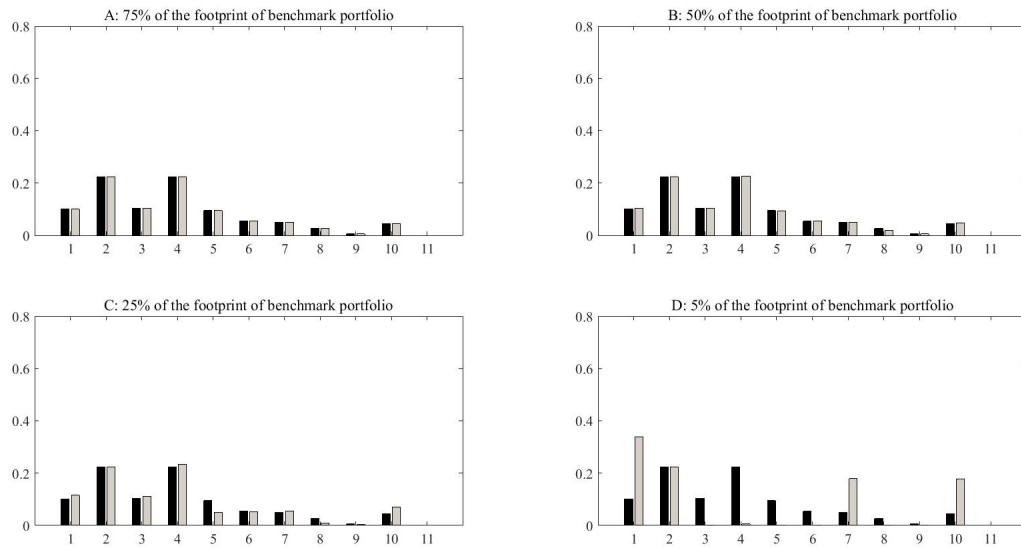 A: 75% of the footprint of benchmark portfolio
0.8
0.6
0.4
0.2
0
1 2 3 4 5 6 7 8 9 10 11
B: 50% of the footprint of benchmark portfolio
0.8
0.6
0.4
0.2
0
1 2 3 4 5 6 7 8 9 10 11
C: 25% of the footprint of benchmark portfolio
0.8
0.6
0.4
0.2
0
1 2 3 4 5 6 7 8 9 10 11
D: 5% of the footprint of benchmark portfolio
0.8
0.6
0.4
0.2
0
1 2 3 4 5 6 7 8 9 10 11